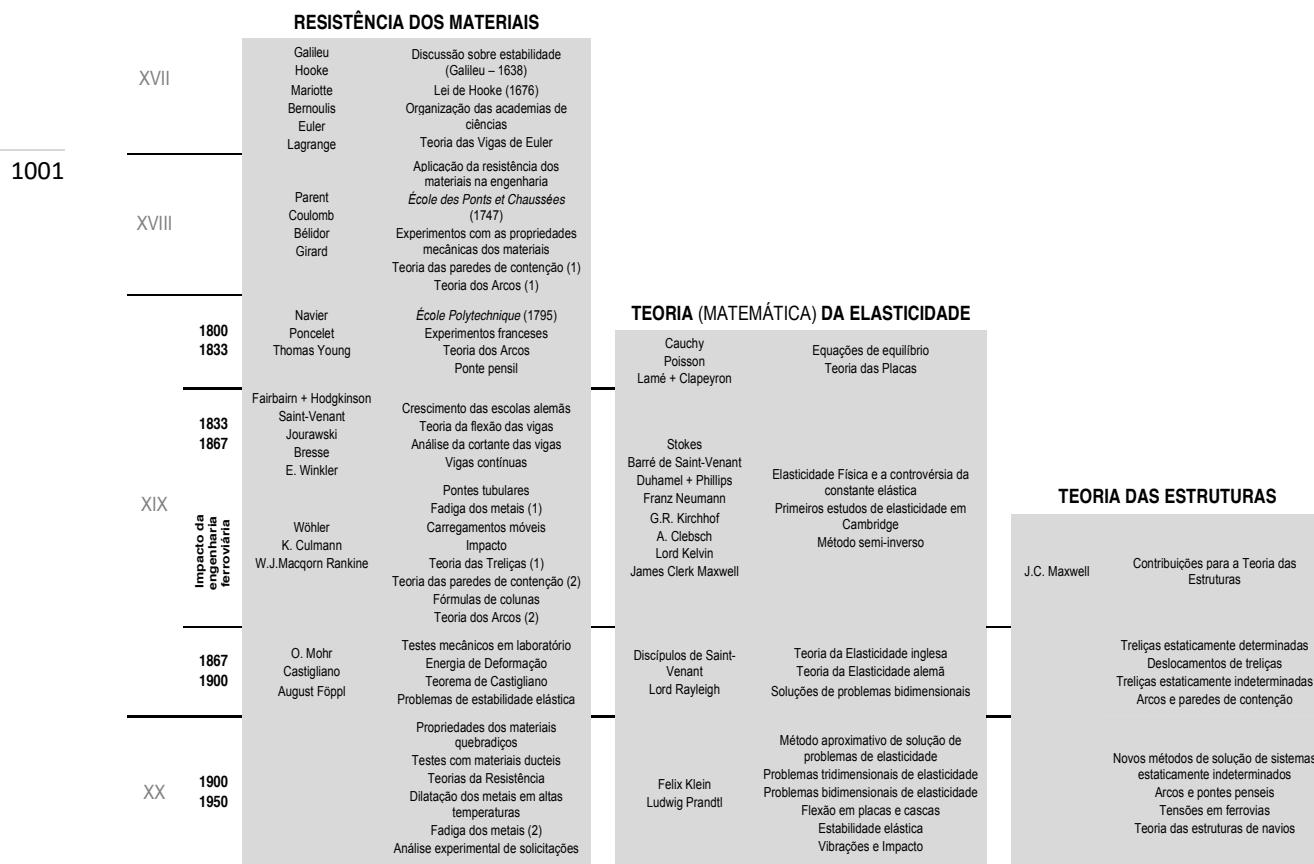 RESISTÊNCIA DOS MATERIAIS
XVII
Galileu
Hooke
Mariotte
Bernoulis
Euler
Lagrange
Discussão sobre estabilidade
(Galileu – 1638)
Lei de Hooke (1676)
Organização das academias de
ciências
Teoria das Vigas de Euler
1001
XVIII
Parent
Coulomb
Bélidor
Girard
Aplicação da resistência dos
materiais na engenharia
École des Ponts et Chaussées
(1747)
Experimentos com as propriedades
mecânicas dos materiais
Teoria das paredes de contenção (1)
Teoria dos Arcos (1)
XIX
1800
1833
Navier
Poncelet
Thomas Young
École Polytechnique (1795)
Experimentos franceses
Teoria dos Arcos
Ponte pensil
TEORIA (MATEMÁTICA) DA ELASTICIDADE
Cauchy
Poisson
Lamé + Clapeyron
Equações de equilíbrio
Teoria das Placas
1833
1867
Fairbairn + Hodgkinson
Saint-Venant
Jourawski
Bresse
E. Winkler
Crescimento das escolas alemãs
Teoria da flexão das vigas
Análise da cortante das vigas
Vigas contínuas
Impacto da
engenharia
ferroviária
Wöhler
K. Culmann
W.J.Macqorn Rankine
Pontes tubulares
Fadiga dos metais (1)
Carregamentos móveis
Impacto
Teoria das Treliças (1)
Teoria das paredes de contenção (2)
Fórmulas de colunas
Teoria dos Arcos (2)
Stokes
Barré de Saint-Venant
Duhamel + Phillips
Franz Neumann
G.R. Kirchhof
A. Clebsch
Lord Kelvin
James Clerk Maxwell
Elasticidade Física e a controvérsia da
constante elástica
Primeiros estudos de elasticidade em
Cambridge
Método semi-inverso
TEORIA DAS ESTRUTURAS
J.C. Maxwell
Contribuições para a Teoria das
Estruturas
1867
1900
O. Mohr
Castigliano
August Föppl
Testes mecânicos em laboratório
Energia de Deformação
Teorema de Castigliano
Problemas de estabilidade elástica
Discípulos de Saint-
Venant
Lord Rayleigh
Teoria da Elasticidade inglesa
Teoria da Elasticidade alemã
Soluções de problemas bidimensionais
Treliças estaticamente determinadas
Deslocamentos de treliças
Treliças estaticamente indeterminadas
Arcos e paredes de contenção
XX
1900
1950
Propriedades dos materiais
quebradiços
Testes com materiais ducteis
Teorias da Resistência
Dilatação dos metais em altas
temperaturas
Fadiga dos metais (2)
Análise experimental de solicitações
Felix Klein
Ludwig Prandtl
Método aproximativo de solução de
problemas de elasticidade
Problemas tridimensionais de elasticidade
Problemas bidimensionais de elasticidade
Flexão em placas e cascas
Estabilidade elástica
Vibrações e Impacto
Novos métodos de solução de sistemas
estaticamente indeterminados
Arcos e pontes penseis
Tensões em ferrovias
Teoria das estruturas de navios